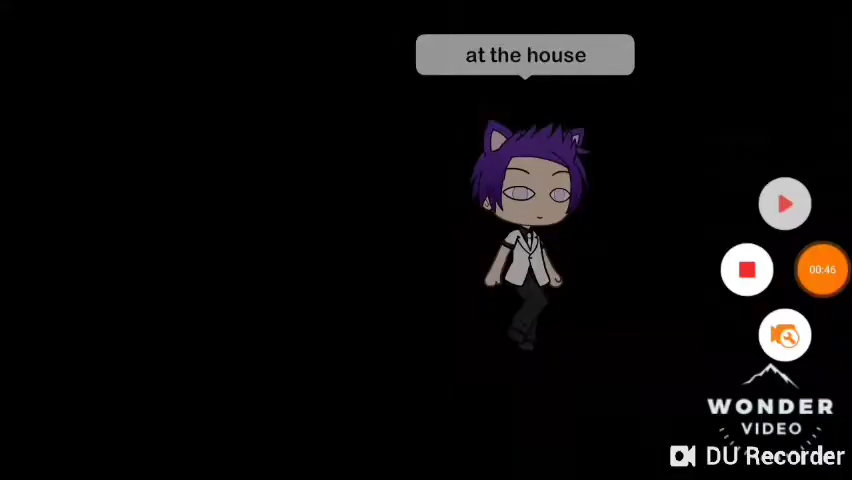 at the house
00:46
WONDER
VIDEO
DU Recorder